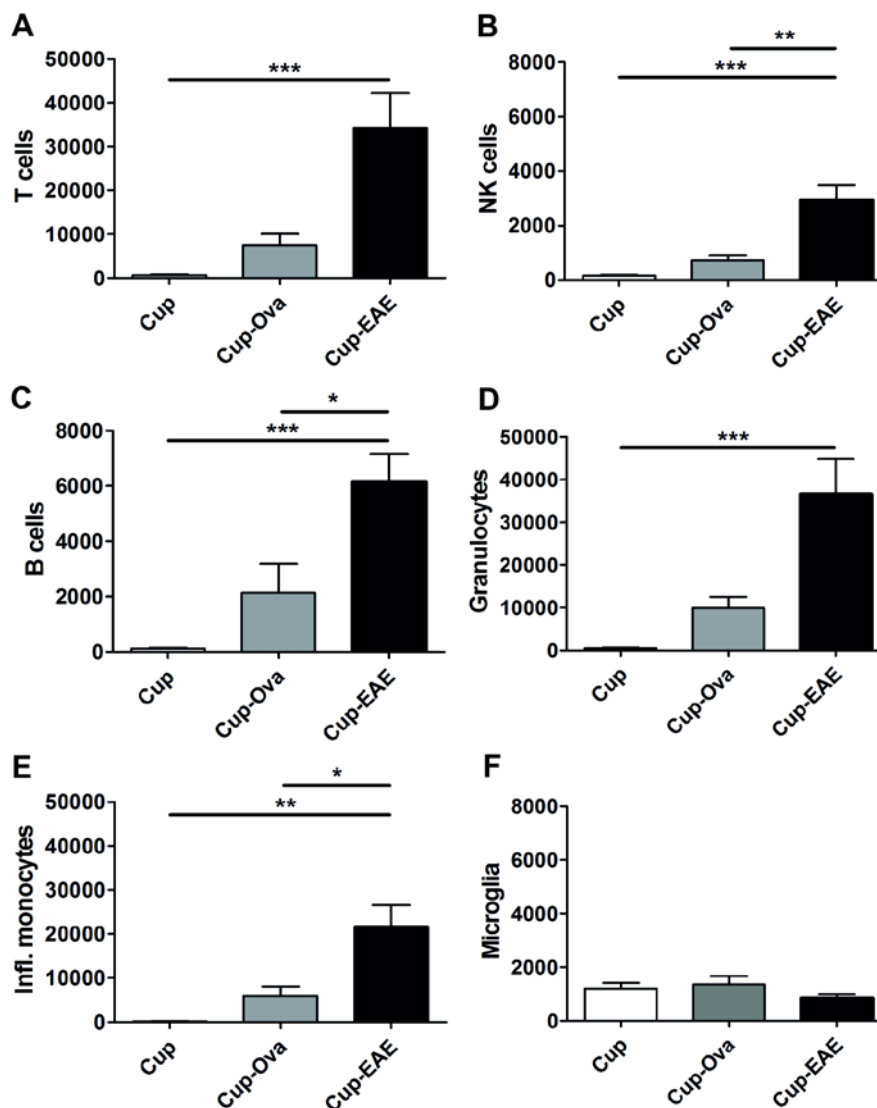 A
50000
40000
30000
20000
10000
0
T cells
***
Cup
Cup-Ova
Cup-EAE
B
8000
6000
4000
2000
0
NK cells
**
***
Cup
Cup-Ova
Cup-EAE
C
8000
6000
4000
2000
0
B cells
*
***
Cup
Cup-Ova
Cup-EAE
D
50000
40000
30000
20000
10000
0
Granulocytes
***
Cup
Cup-Ova
Cup-EAE
E
50000
40000
30000
20000
10000
0
Infl. monocytes
*
**
Cup
Cup-Ova
Cup-EAE
F
8000
6000
4000
2000
0
Microglia
Cup
Cup-Ova
Cup-EAE